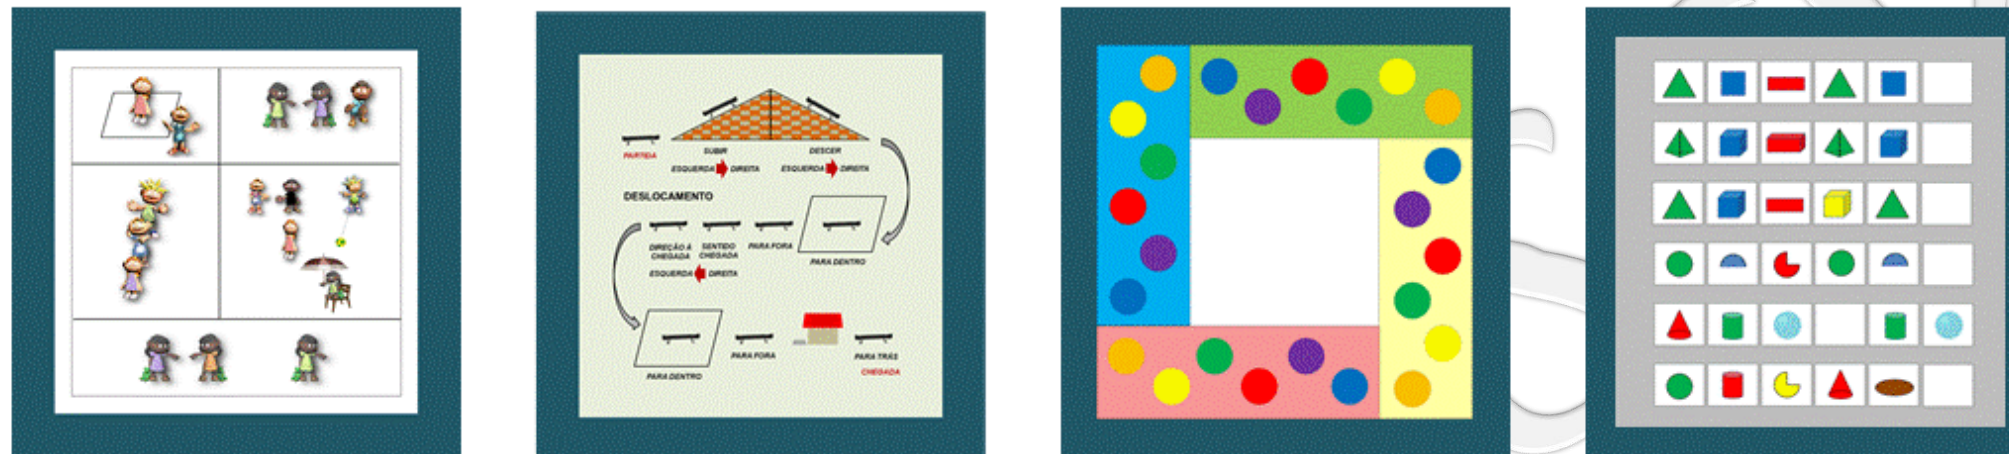 PARTIDA
SUBIR
DESCER
ESQUERDA DIREITA
ESQUERDA DIREITA
DESLOCAMENTO
DIREÇÃO A
CHEGADA
SENTIDO
CHEGADA
PARA FORA
PARA DENTRO
ESQUERDA DIREITA
PARA DENTRO
PARA FORA
PARA TRÁS
CHEGADA